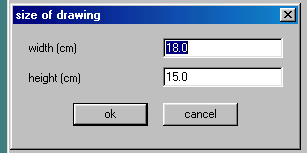 size of drawing
width (cm) 18.0
height (cm) 15.0
ok cancel